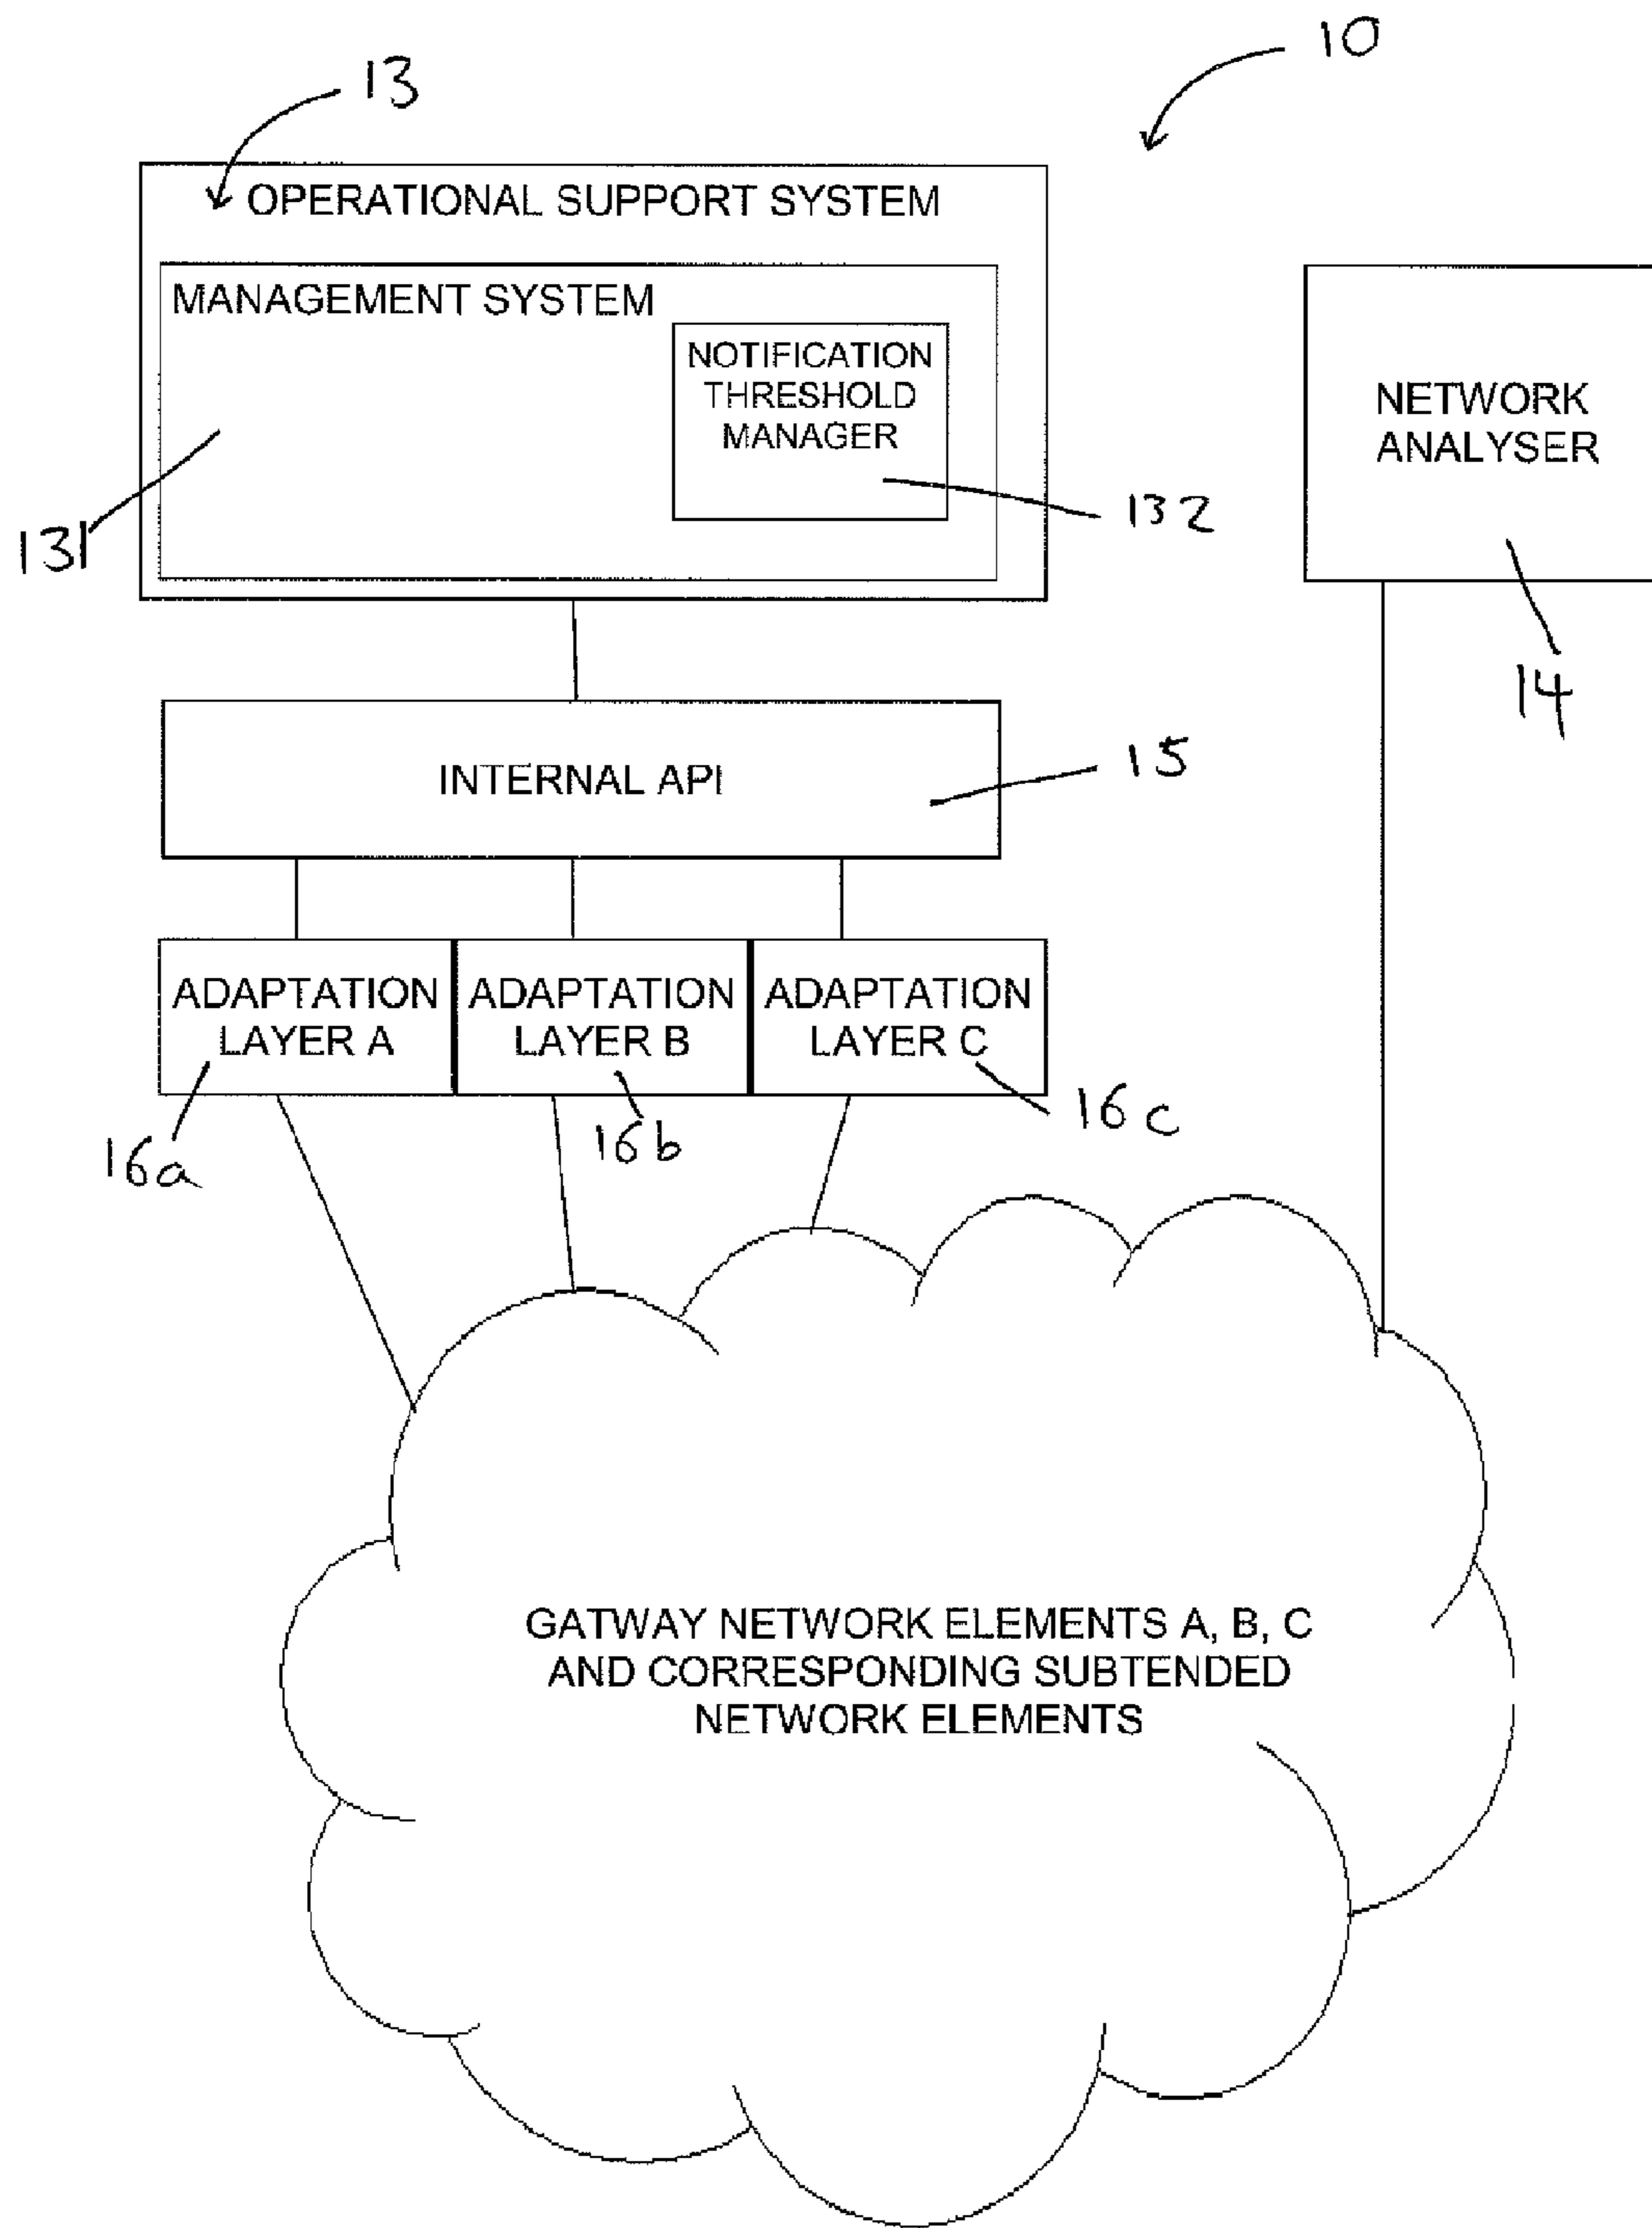 10
13
OPERATIONAL SUPPORT SYSTEM
MANAGEMENT SYSTEM
NOTIFICATION
THRESHOLD
MANAGER
NETWORK
ANALYSER
131
132
14
INTERNAL API
15
ADAPTATION
LAYER A
ADAPTATION
LAYER B
ADAPTATION
LAYER C
16a
16b
16c
GATWAY NETWORK ELEMENTS A, B, C
AND CORRESPONDING SUBTENDED
NETWORK ELEMENTS